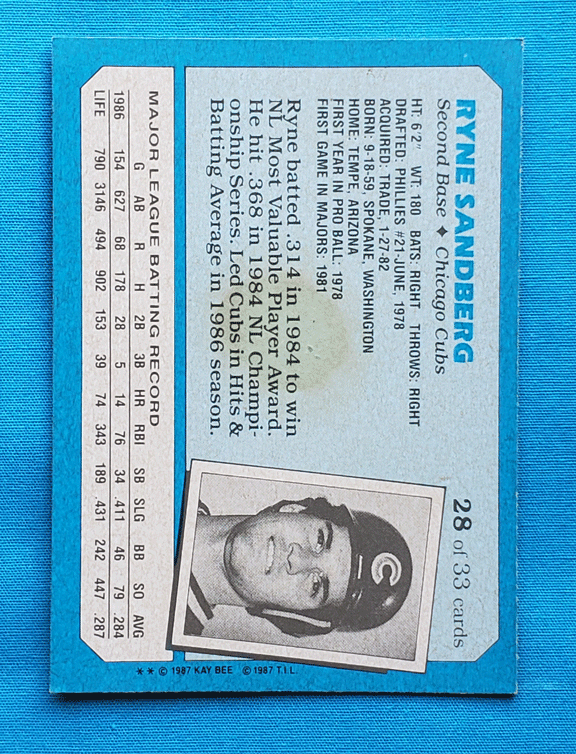 RYNE SANDBERG
Second Base ♦ Chicago Cubs
28 of 33 cards
HT: 6'2" WT: 180 BATS: RIGHT THROWS: RIGHT
DRAFTED: PHILLIES #21-JUNE, 1978
ACQUIRED: TRADE, 1-27-82
BORN: 9-18-59, SPOKANE, WASHINGTON
HOME: TEMPE, ARIZONA
FIRST YEAR IN PRO BALL: 1978
FIRST GAME IN MAJORS: 1981
Ryne batted .314 in 1984 to win
NL Most Valuable Player Award.
He hit .368 in 1984 NL Champi-
onship Series. Led Cubs in Hits &
Batting Average in 1986 season.
C
MAJOR LEAGUE BATTING RECORD
G AB R H 2B 3B HR RBI SB SLG BB SO AVG
1986 154 627 68 178 28 5 14 76 34 .411 46 79 .284
LIFE 790 3146 494 902 153 39 74 343 189 .431 242 447 .287
** © 1987 KAY BEE © 1987 T.I.L.